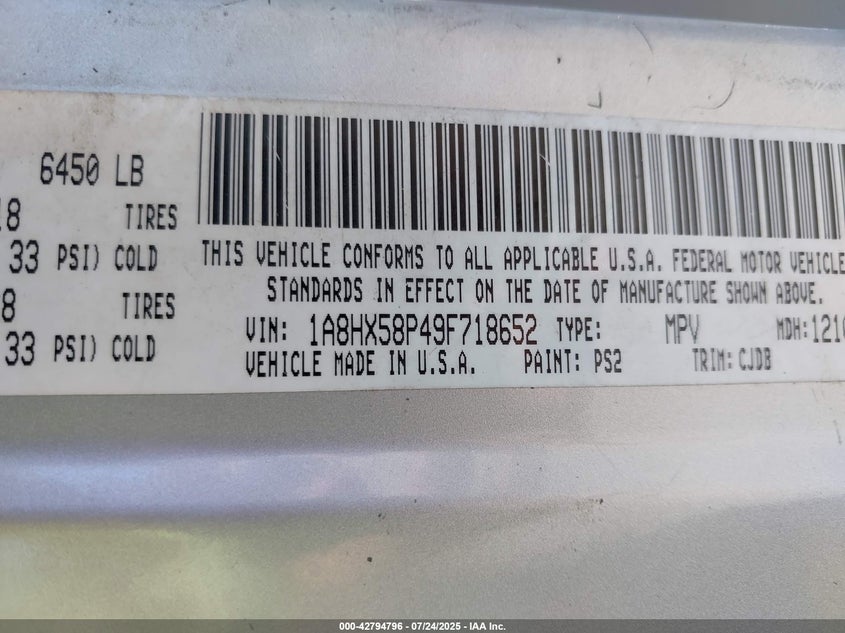 6450 LB
18 TIRES
33 PSI) COLD
8 TIRES
33 PSI) COLD
THIS VEHICLE CONFORMS TO ALL APPLICABLE U.S.A. FEDERAL MOTOR VEHICLE
STANDARDS IN EFFECT ON THE DATE OF MANUFACTURE SHOWN ABOVE.
VIN: 1A8HX58P49F718652 TYPE: MPV MDH:1210
VEHICLE MADE IN U.S.A. PAINT: PS2 TRIM: CJDB
000-42794796 - 07/24/2025 - IAA Inc.